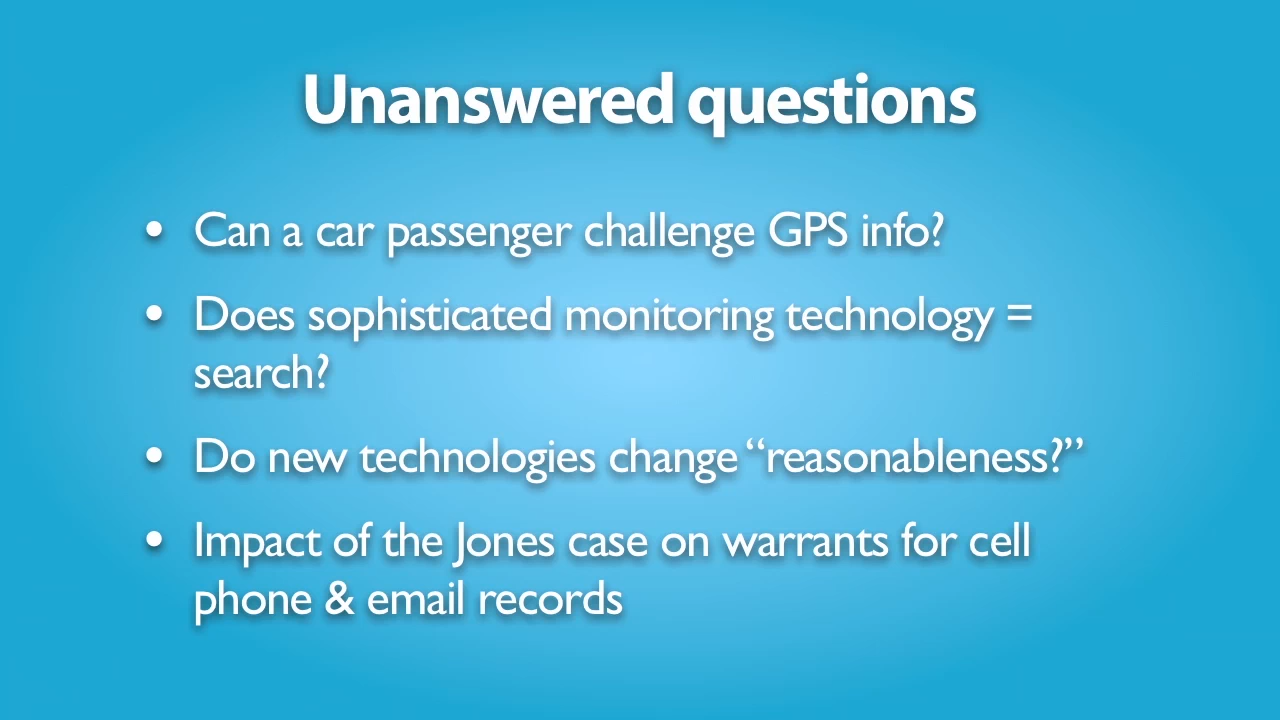 Unanswered questions
• Can a car passenger challenge GPS info?
• Does sophisticated monitoring technology =
search?
• Do new technologies change “reasonableness?”
• Impact of the Jones case on warrants for cell
phone & email records